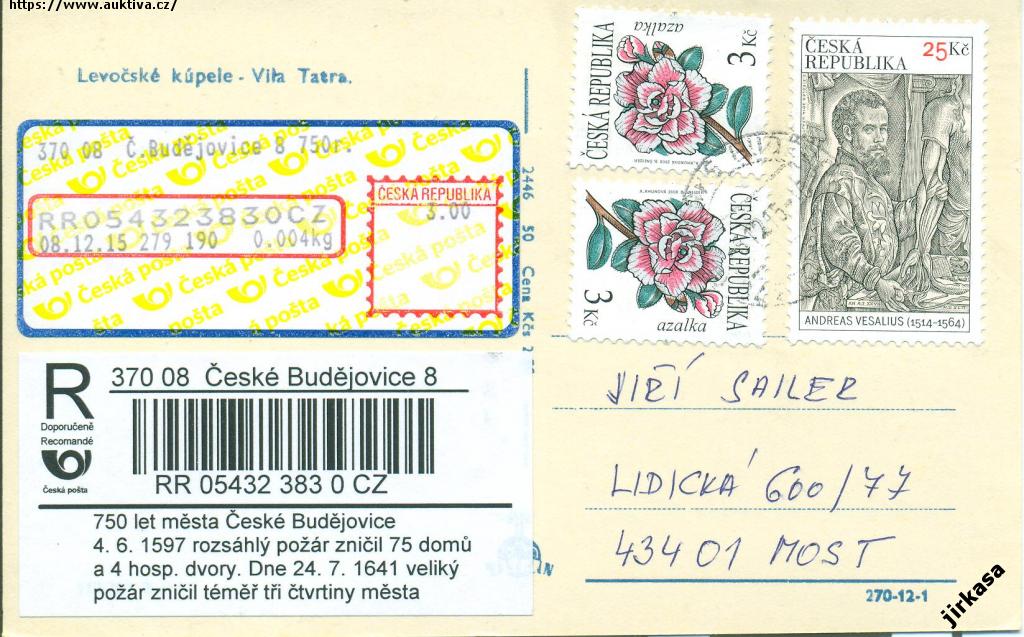 https://www.auktiva.cz/
Levočské kúpele - Vila Tatra.
370 08 Č.Budějovice 8 750r.
RR054323830CZ
08.12.15 279 190 0.004kg
ČESKÁ REPUBLIKA
3.00
Česká pošta
2446 50 Cena Kčs
ČESKÁ REPUBLIKA
azalka
3 Kč
ČESKÁ REPUBLIKA
azalka
3 Kč
ČESKÁ
REPUBLIKA
25Kč
ANDREAS VESALIUS (1514-1564)
R
Doporučeně
Recomandé
Česká pošta
370 08 České Budějovice 8
RR 05432 383 0 CZ
750 let města České Budějovice
4. 6. 1597 rozsáhlý požár zničil 75 domů
a 4 hosp. dvory. Dne 24. 7. 1641 veliký
požár zničil téměř tři čtvrtiny města
JIŘÍ SAILER
LIDICKÁ 600/77
434 01 MOST
270-12-1
jirkasa